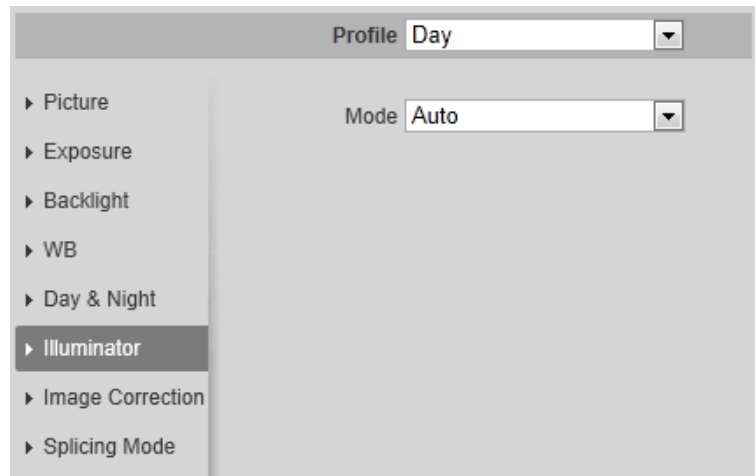 Profile Day
Mode Auto
Picture
Exposure
Backlight
WB
Day & Night
Illuminator
Image Correction
Splicing Mode